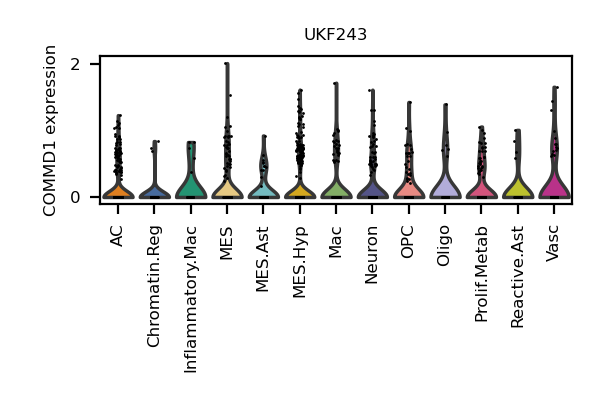 UKF243
COMMD1 expression
2
0
AC
Chromatin.Reg
Inflammatory.Mac
MES
MES.Ast
MES.Hyp
Mac
Neuron
OPC
Oligo
Prolif.Metab
Reactive.Ast
Vasc